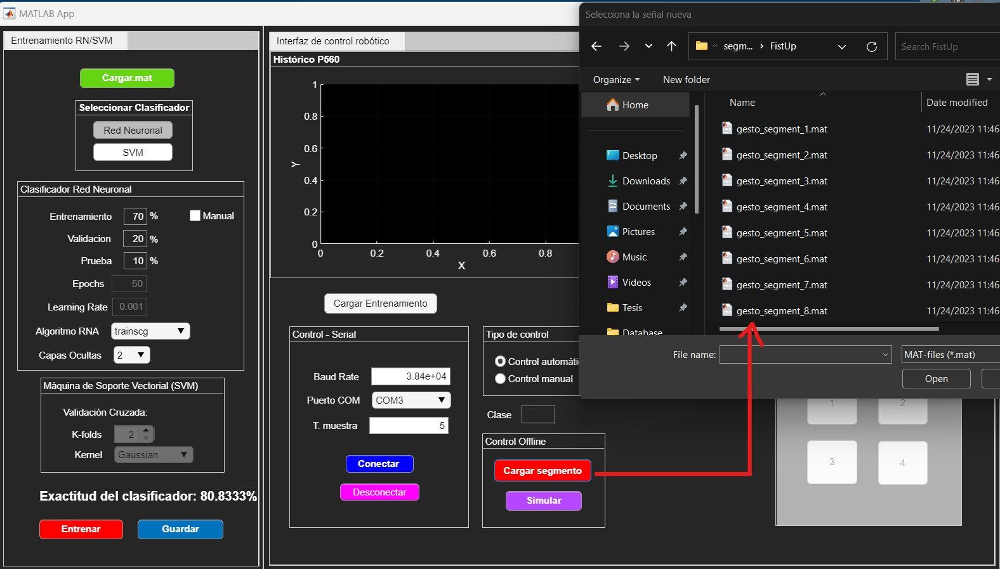 MATLAB App
Entrenamiento RN/SVM
Cargar.mat
Seleccionar Clasificador
Red Neuronal
SVM
Clasificador Red Neuronal
Entrenamiento 70 % Manual
Validacion 20 %
Prueba 10 %
Epochs 50
Learning Rate 0.001
Algoritmo RNA trainscg
Capas Ocultas 2
Máquina de Soporte Vectorial (SVM)
Validación Cruzada:
K-folds 2
Kernel Gaussian
Exactitud del clasificador: 80.8333%
Entrenar Guardar
Interfaz de control robótico
Histórico P560
1
0.8
0.6
Y
0.4
0.2
0
0 0.2 0.4 0.6 0.8
X
Cargar Entrenamiento
Control - Serial
Baud Rate 3.84e+04
Puerto COM COM3
T. muestra 5
Conectar
Desconectar
Tipo de control
Control automátic
Control manual
Clase
Control Offline
Cargar segmento
Simular
Selecciona la señal nueva
« segm... › FistUp
Search FistUp
Organize New folder
Home
Desktop
Downloads
Documents
Pictures
Music
Videos
Tesis
Database
Name Date modified
gesto_segment_1.mat 11/24/2023 11:46
gesto_segment_2.mat 11/24/2023 11:46
gesto_segment_3.mat 11/24/2023 11:46
gesto_segment_4.mat 11/24/2023 11:46
gesto_segment_5.mat 11/24/2023 11:46
gesto_segment_6.mat 11/24/2023 11:46
gesto_segment_7.mat 11/24/2023 11:46
gesto_segment_8.mat 11/24/2023 11:46
File name: MAT-files (*.mat)
Open
1 2
3 4